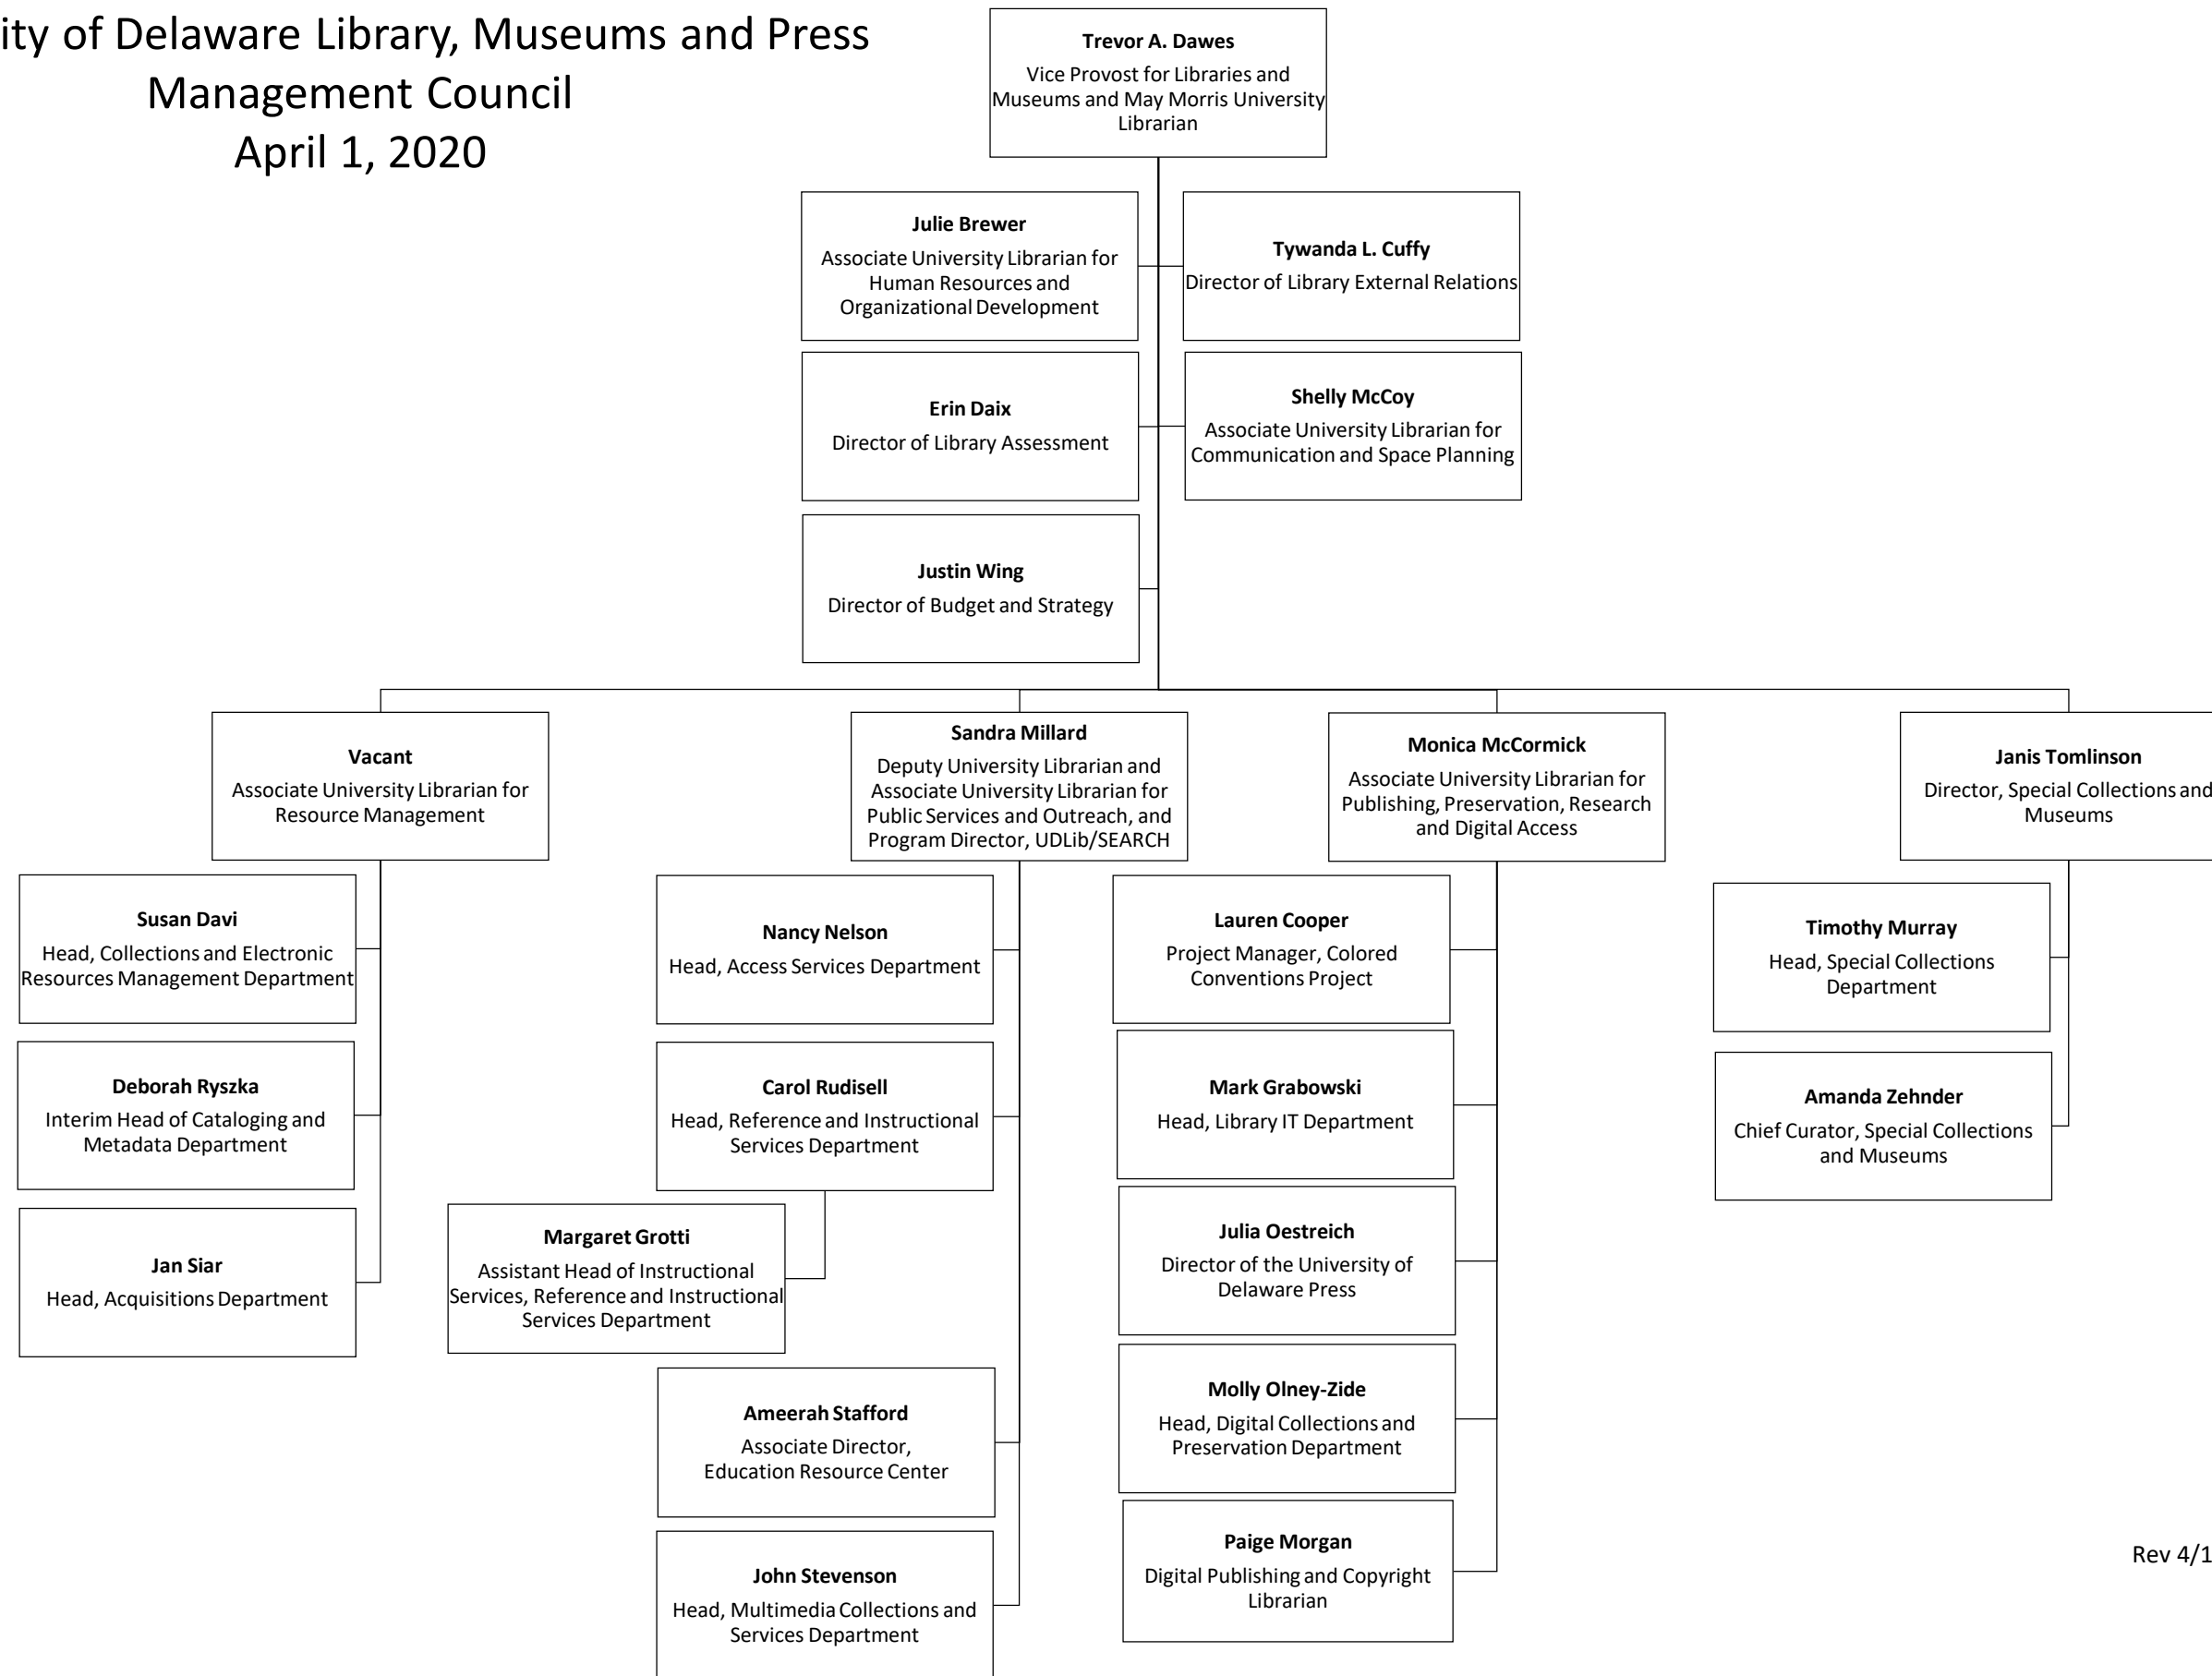 ity of Delaware Library, Museums and Press
Management Council
April 1, 2020
Trevor A. Dawes
Vice Provost for Libraries and
Museums and May Morris University
Librarian
Julie Brewer
Associate University Librarian for
Human Resources and
Organizational Development
Tywanda L. Cuffy
Director of Library External Relations
Erin Daix
Director of Library Assessment
Shelly McCoy
Associate University Librarian for
Communication and Space Planning
Justin Wing
Director of Budget and Strategy
Vacant
Associate University Librarian for
Resource Management
Sandra Millard
Deputy University Librarian and
Associate University Librarian for
Public Services and Outreach, and
Program Director, UDLib/SEARCH
Monica McCormick
Associate University Librarian for
Publishing, Preservation, Research
and Digital Access
Janis Tomlinson
Director, Special Collections and
Museums
Susan Davi
Head, Collections and Electronic
Resources Management Department
Deborah Ryszka
Interim Head of Cataloging and
Metadata Department
Jan Siar
Head, Acquisitions Department
Nancy Nelson
Head, Access Services Department
Carol Rudisell
Head, Reference and Instructional
Services Department
Margaret Grotti
Assistant Head of Instructional
Services, Reference and Instructional
Services Department
Ameerah Stafford
Associate Director,
Education Resource Center
John Stevenson
Head, Multimedia Collections and
Services Department
Lauren Cooper
Project Manager, Colored
Conventions Project
Mark Grabowski
Head, Library IT Department
Julia Oestreich
Director of the University of
Delaware Press
Molly Olney-Zide
Head, Digital Collections and
Preservation Department
Paige Morgan
Digital Publishing and Copyright
Librarian
Timothy Murray
Head, Special Collections
Department
Amanda Zehnder
Chief Curator, Special Collections
and Museums
Rev 4/1